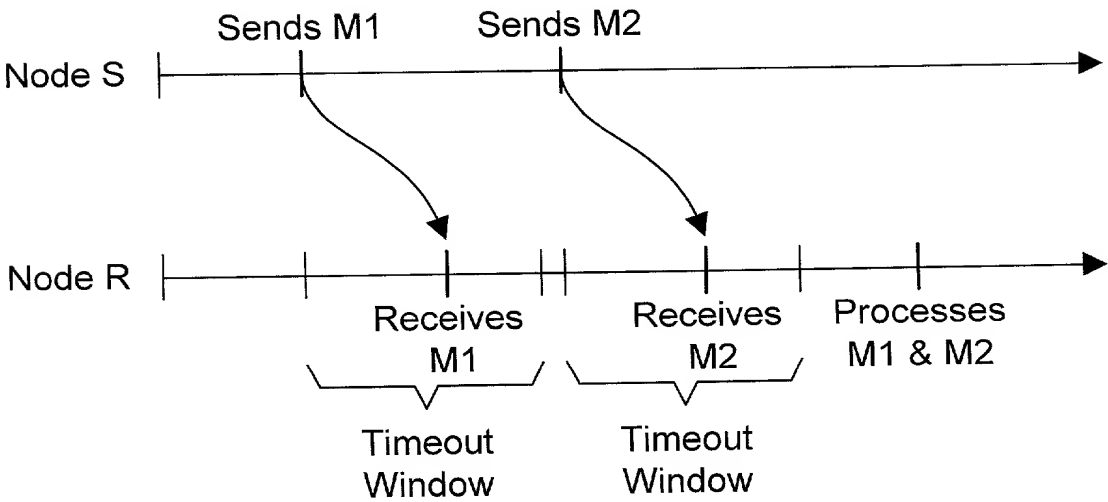 Sends M1
Sends M2
Node S
Node R
Receives
M1
Receives
M2
Processes
M1 & M2
Timeout
Window
Timeout
Window